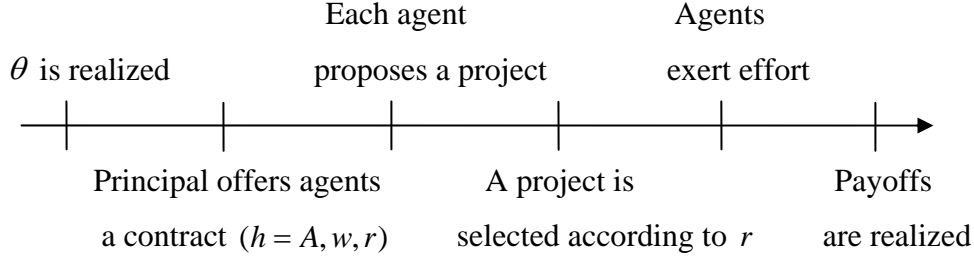 Each agent
Agents
θ is realized
proposes a project
exert effort
Principal offers agents
A project is
Payoffs
a contract (h = A, w, r)
selected according to r
are realized